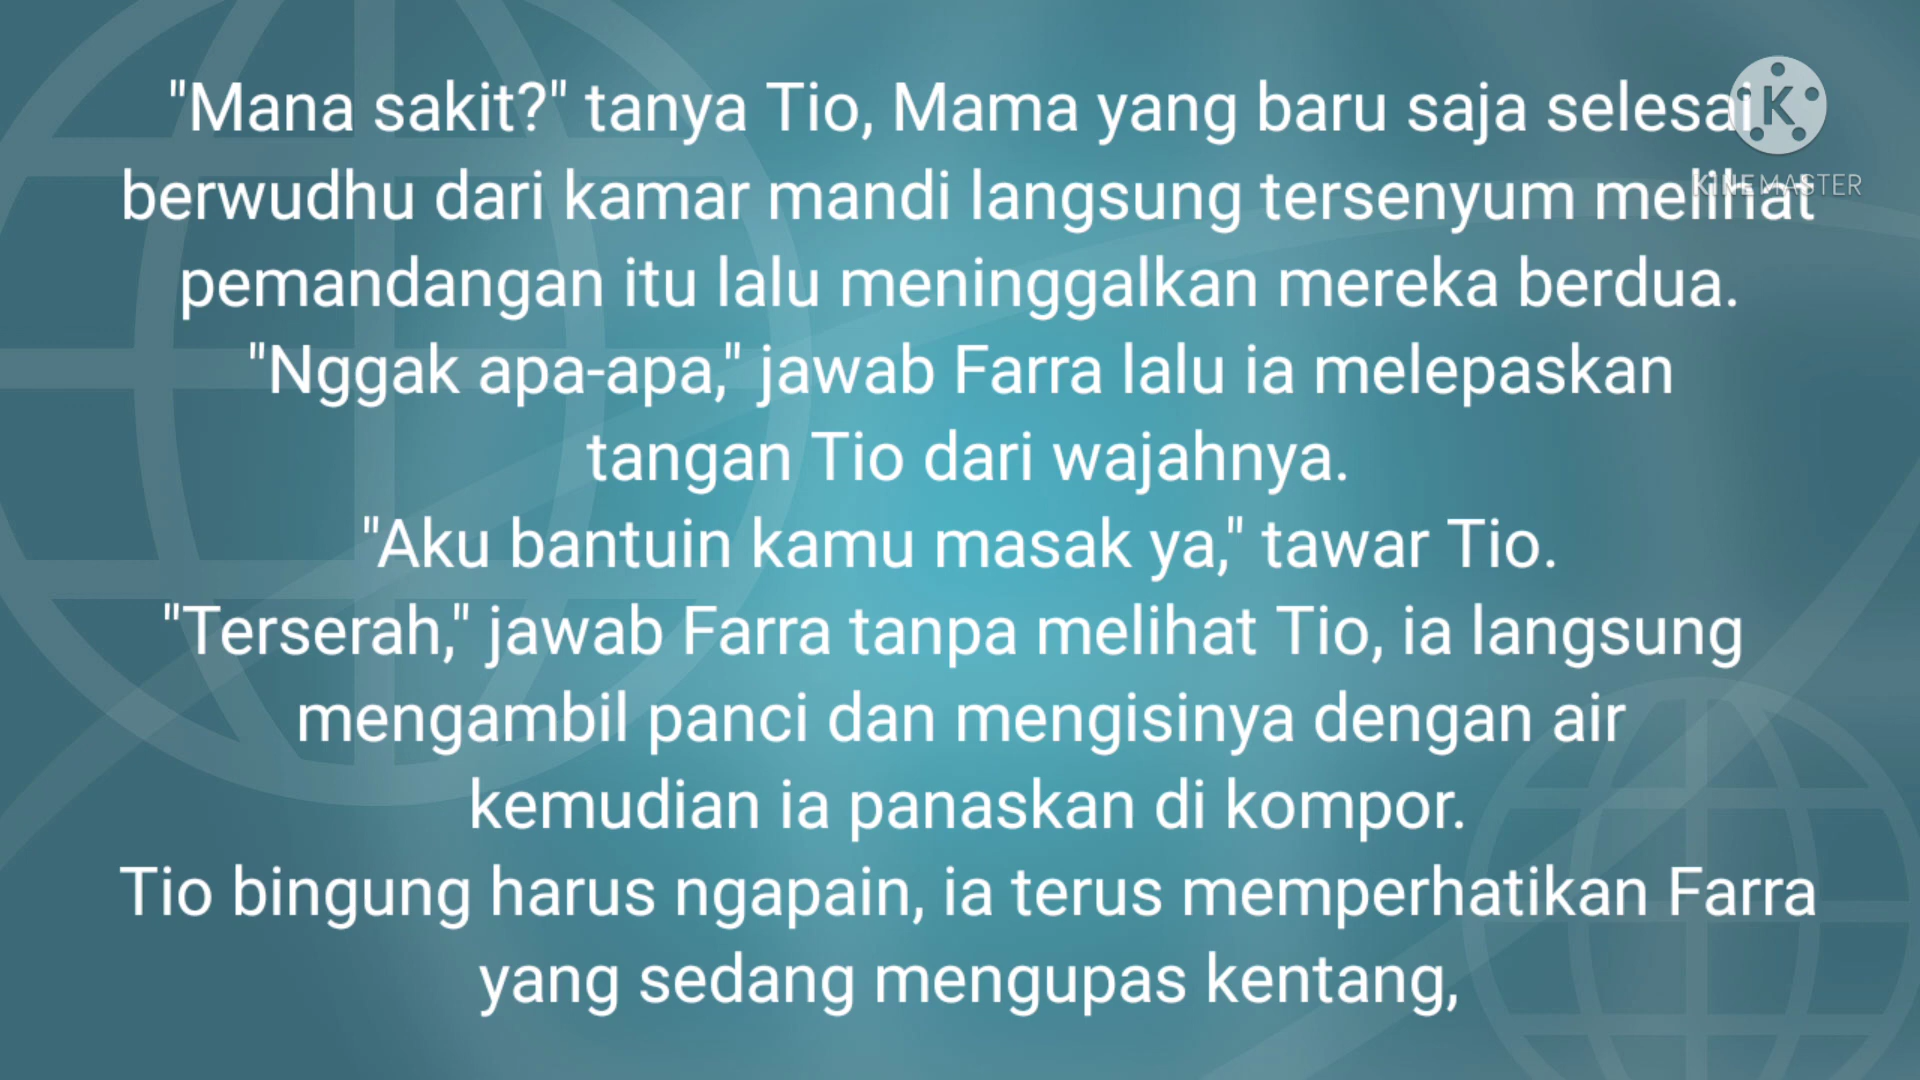 "Mana sakit?" tanya Tio, Mama yang baru saja selesai
berwudhu dari kamar mandi langsung tersenyum melihat
pemandangan itu lalu meninggalkan mereka berdua.
"Nggak apa-apa," jawab Farra lalu ia melepaskan
tangan Tio dari wajahnya.
"Aku bantuin kamu masak ya," tawar Tio.
"Terserah," jawab Farra tanpa melihat Tio, ia langsung
mengambil panci dan mengisinya dengan air
kemudian ia panaskan di kompor.
Tio bingung harus ngapain, ia terus memperhatikan Farra
yang sedang mengupas kentang,
K
KINEMASTER